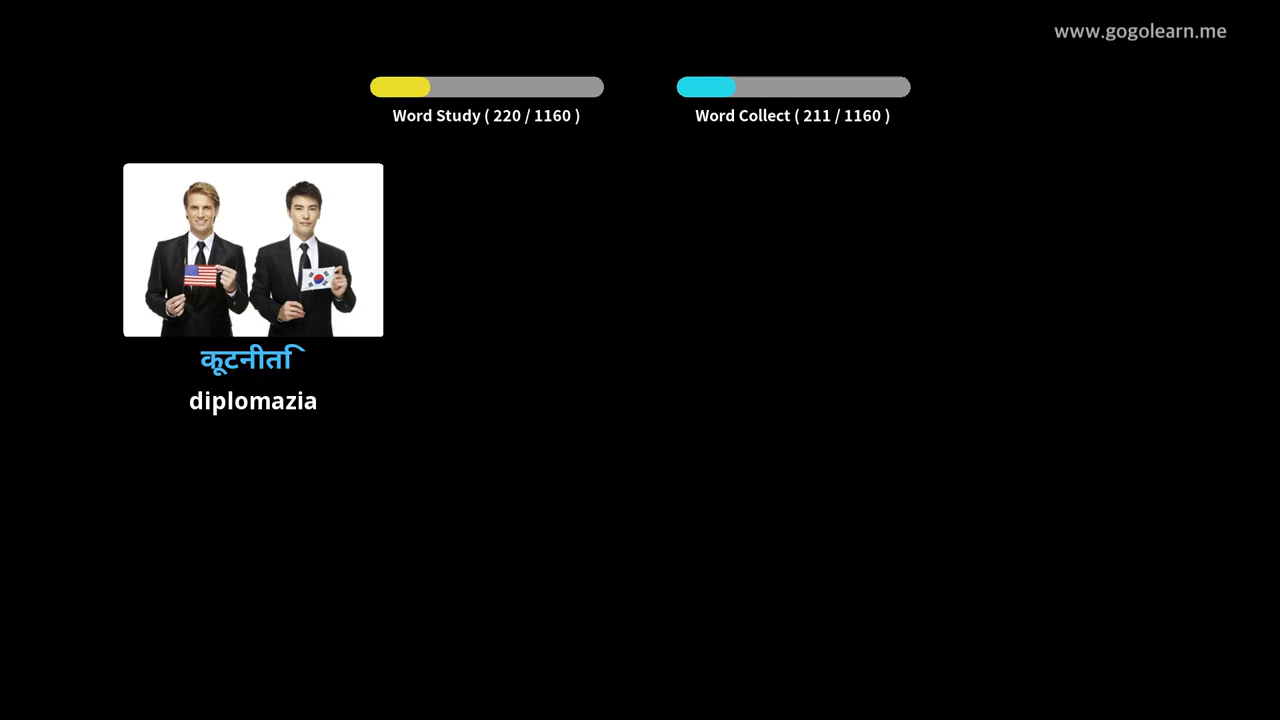 www.gogolearn.me
Word Study ( 220 / 1160 )
Word Collect ( 211 / 1160 )
कूटनीति
diplomazia